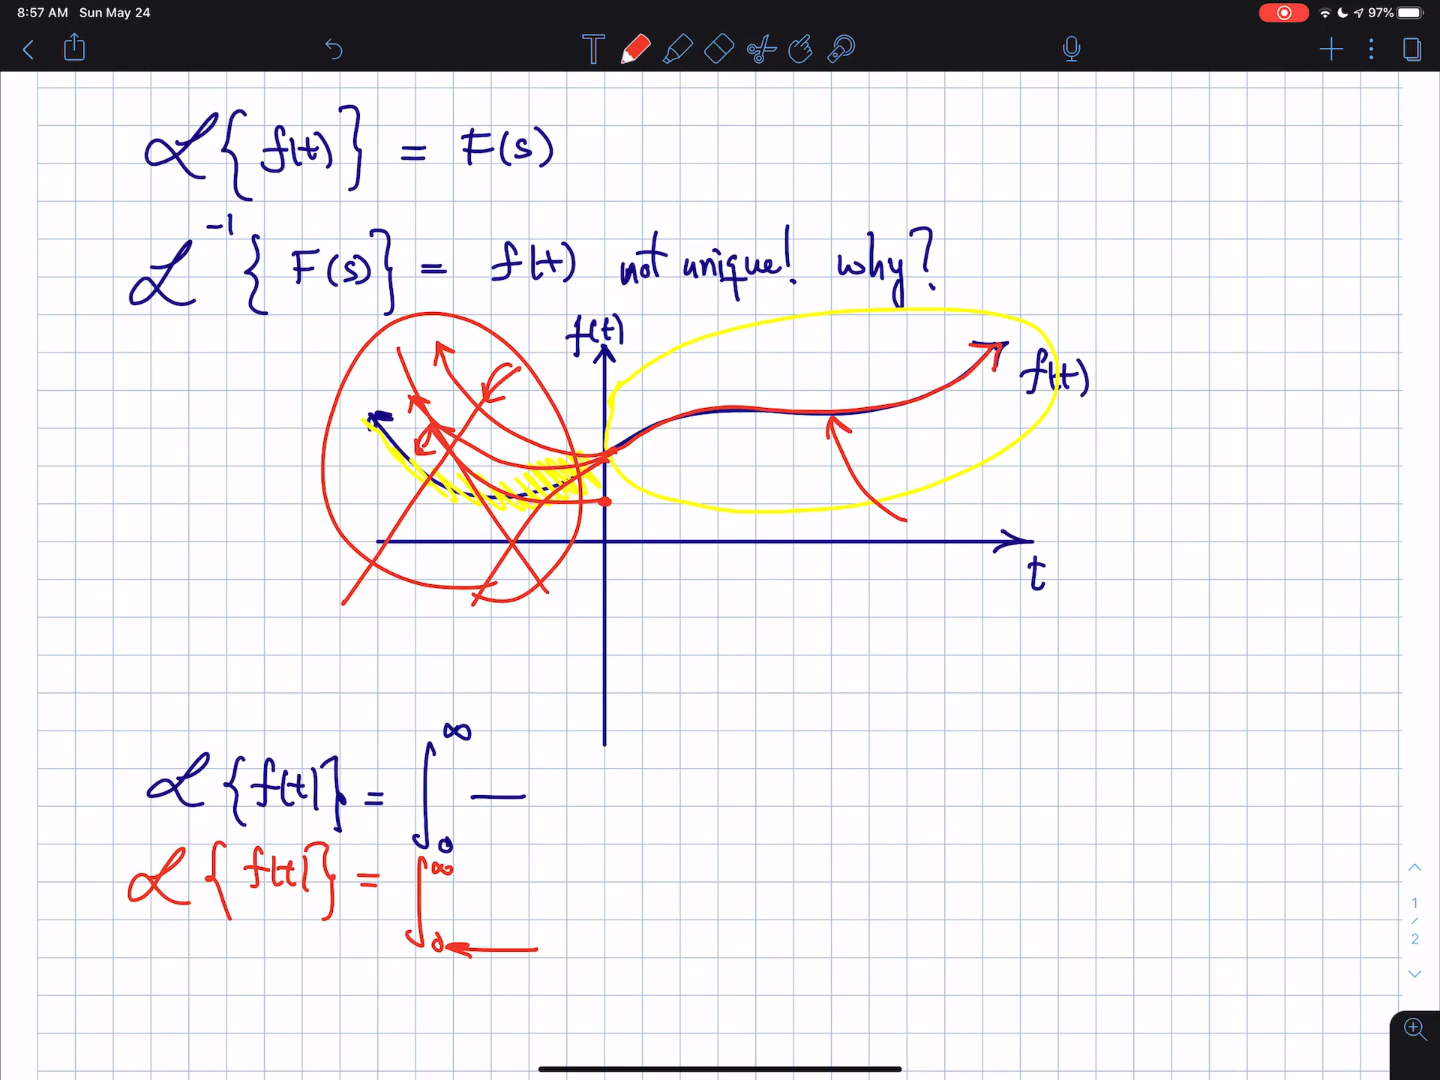 8:57 AM Sun May 24
97%
ℒ{f(t)} = F(s)
ℒ⁻¹{F(s)} = f(t) not unique! why?
f(t)
f(t)
t
ℒ{f(t)} = ∫₀^∞ —
ℒ{f(t)} = ∫₀^∞
T
1
/
2